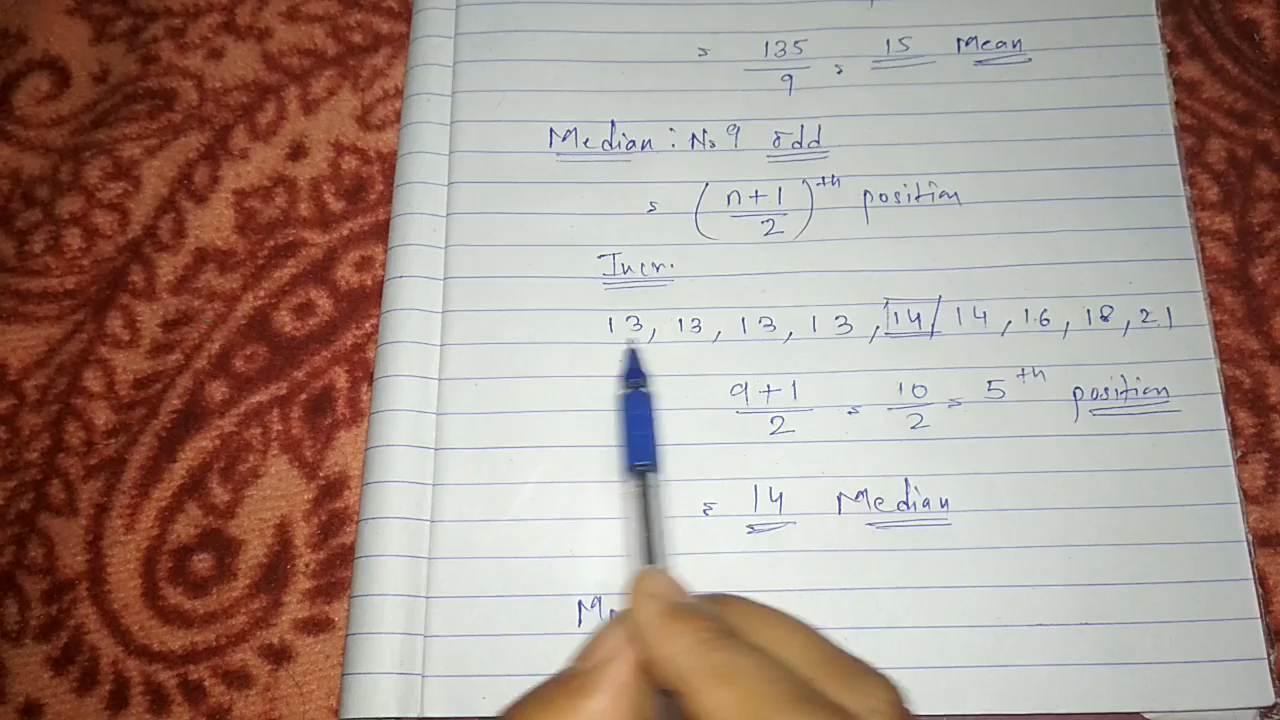 = 135/9 = 15 Mean
Median: No 9 odd
= (n+1/2)th position
Incr.
13, 13, 13, 13, 14, 14, 16, 18, 21
9+1/2 = 10/2 = 5th position
= 14 Median